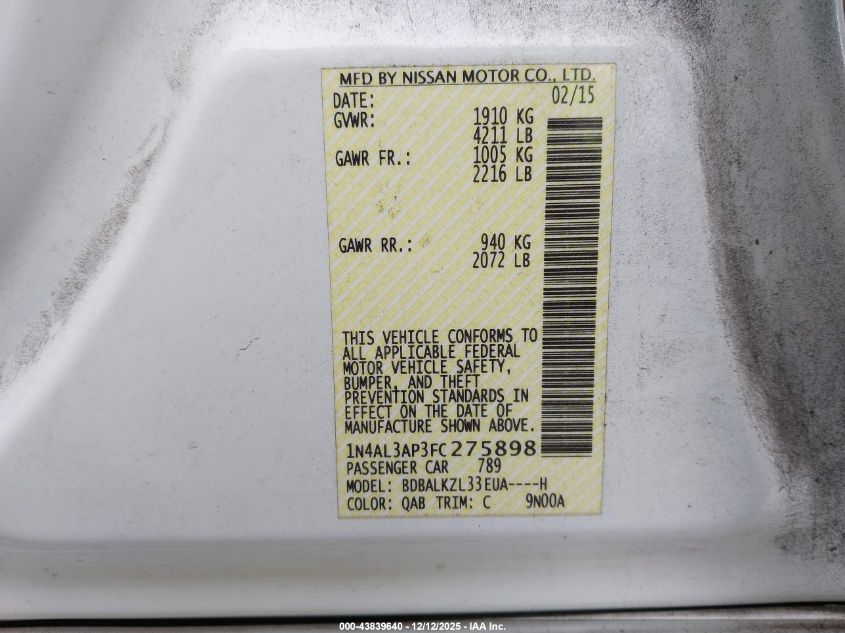 MFD BY NISSAN MOTOR CO., LTD.
DATE: 02/15
GVWR: 1910 KG
4211 LB
GAWR FR.: 1005 KG
2216 LB
GAWR RR.: 940 KG
2072 LB
THIS VEHICLE CONFORMS TO
ALL APPLICABLE FEDERAL
MOTOR VEHICLE SAFETY,
BUMPER, AND THEFT
PREVENTION STANDARDS IN
EFFECT ON THE DATE OF
MANUFACTURE SHOWN ABOVE.
1N4AL3AP3FC275898
PASSENGER CAR 789
MODEL: BDBALKZL33EUA----H
COLOR: QAB TRIM: C 9N00A
000-43839640 - 12/12/2025 - IAA Inc.